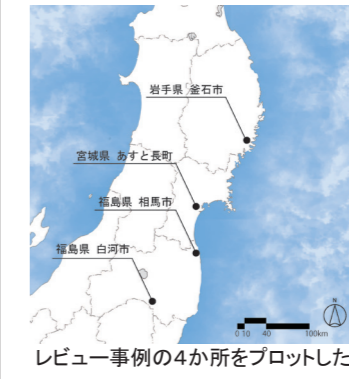 岩手県 釜石市
宮城県 あすと長町
福島県 相馬市
福島県 白河市
N
0 10 40 100km
レビュー事例の4か所をプロットした